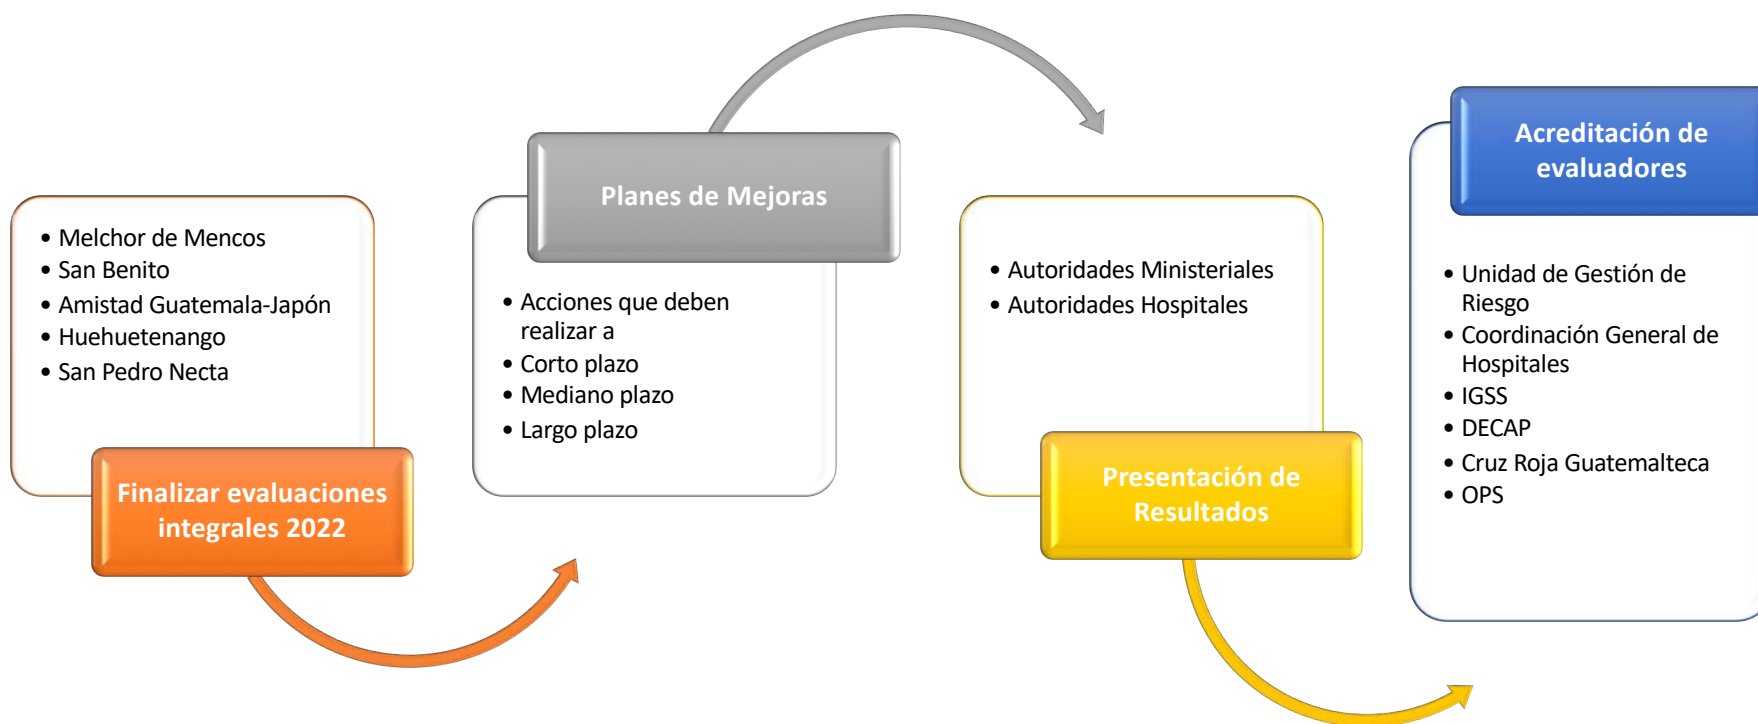 • Melchor de Mencos
• San Benito
• Amistad Guatemala-Japón
• Huehuetenango
• San Pedro Necta
Finalizar evaluaciones
integrales 2022
Planes de Mejoras
• Acciones que deben
realizar a
• Corto plazo
• Mediano plazo
• Largo plazo
• Autoridades Ministeriales
• Autoridades Hospitales
Presentación de
Resultados
Acreditación de
evaluadores
• Unidad de Gestión de
Riesgo
• Coordinación General de
Hospitales
• IGSS
• DECAP
• Cruz Roja Guatemalteca
• OPS